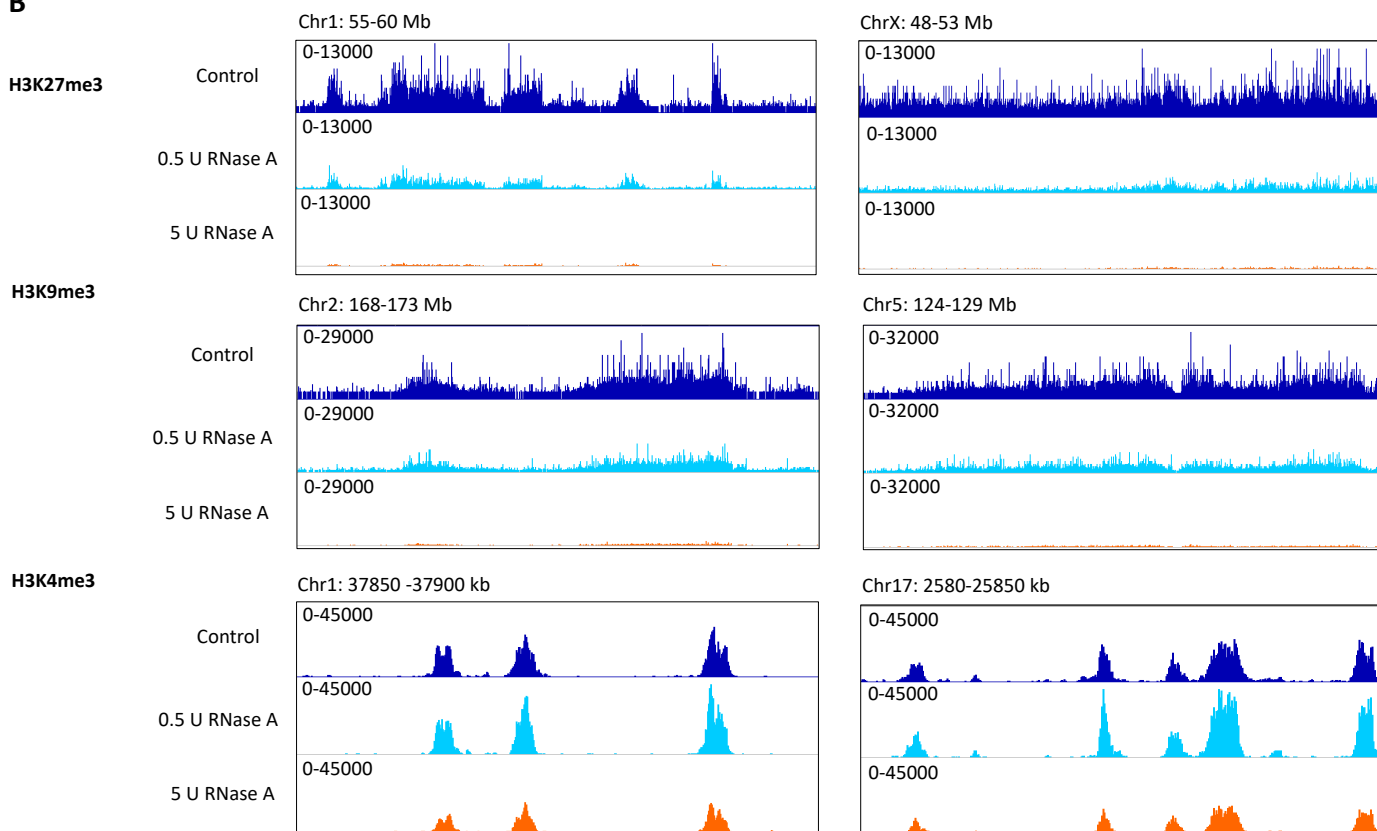 B
Chr1: 55-60 Mb
ChrX: 48-53 Mb
H3K27me3
Control
0-13000
0-13000
0.5 U RNase A
0-13000
0-13000
5 U RNase A
0-13000
0-13000
H3K9me3
Chr2: 168-173 Mb
Chr5: 124-129 Mb
Control
0-29000
0-32000
0.5 U RNase A
0-29000
0-32000
5 U RNase A
0-29000
0-32000
H3K4me3
Chr1: 37850 -37900 kb
Chr17: 2580-25850 kb
Control
0-45000
0-45000
0.5 U RNase A
0-45000
0-45000
5 U RNase A
0-45000
0-45000